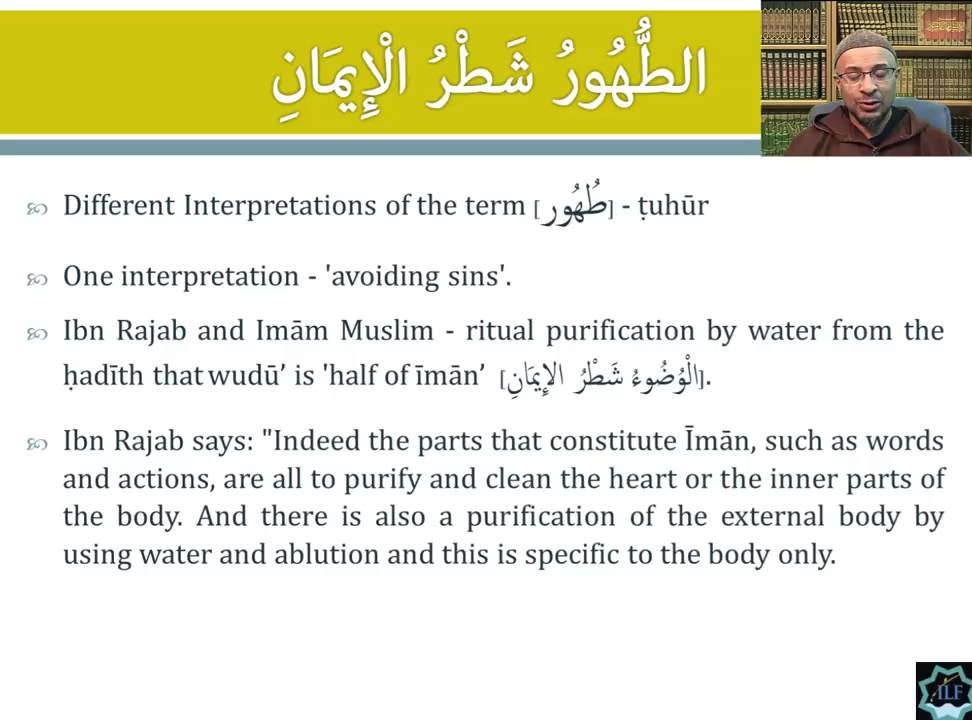 الطُّهُورُ شَطْرُ الْإِيمَانِ
Different Interpretations of the term [طُهُور] - ṭuhūr
One interpretation - 'avoiding sins'.
Ibn Rajab and Imām Muslim - ritual purification by water from the
ḥadīth that wudū’ is 'half of īmān’ [الْوُضُوءُ شَطْرُ الإِيمَانِ].
Ibn Rajab says: "Indeed the parts that constitute Īmān, such as words
and actions, are all to purify and clean the heart or the inner parts of
the body. And there is also a purification of the external body by
using water and ablution and this is specific to the body only.
ILF